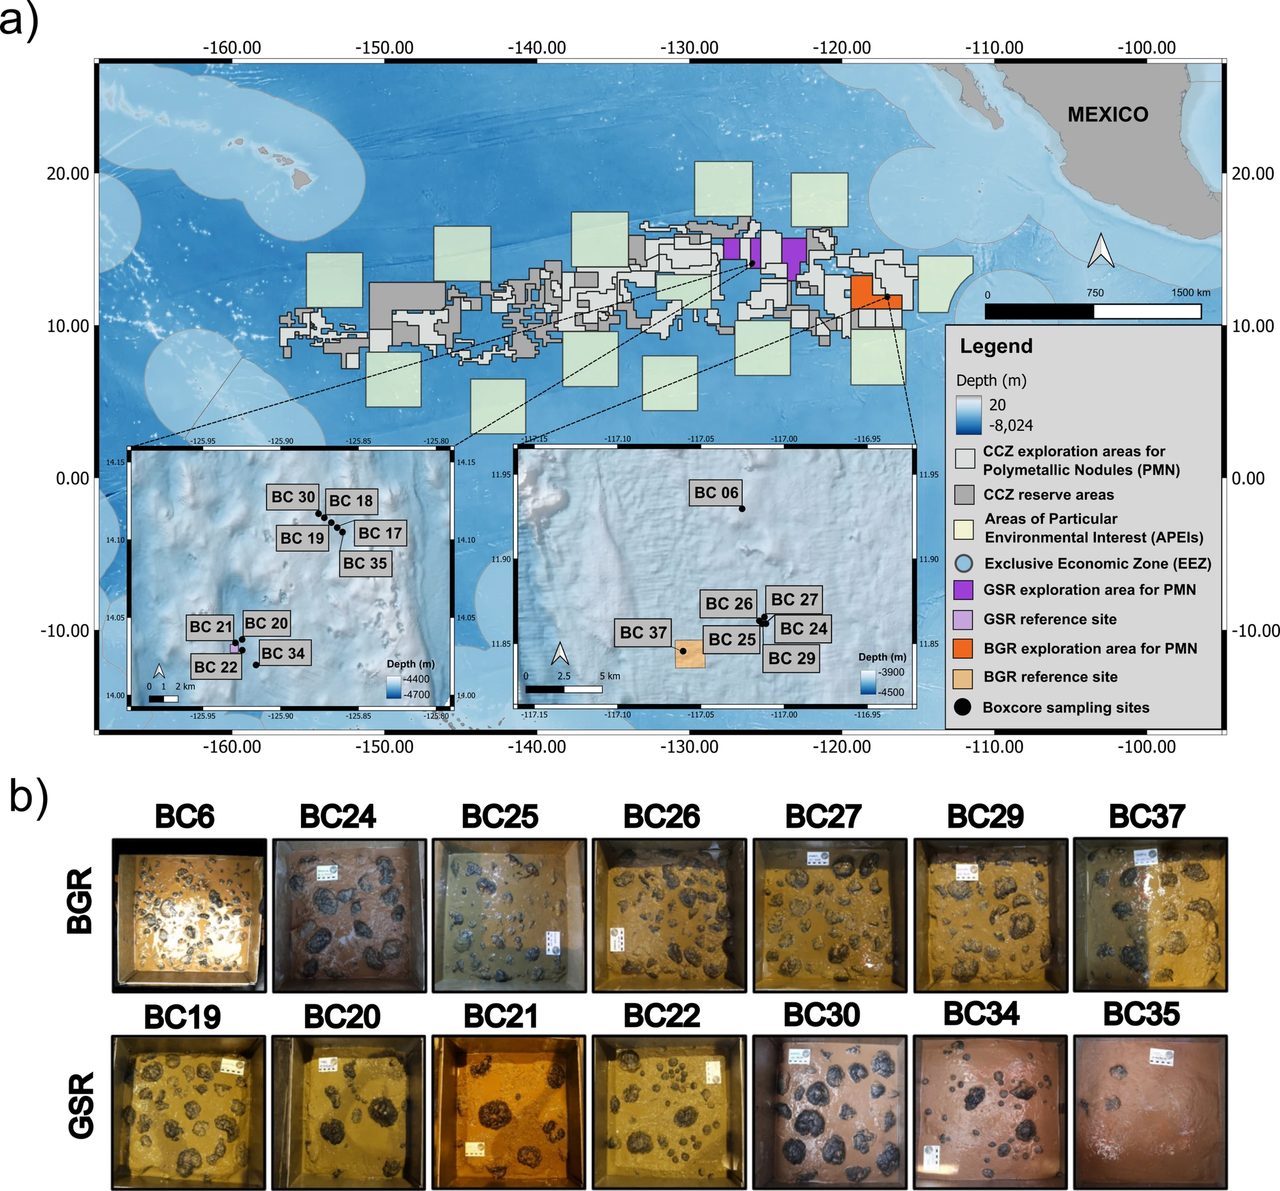 a)
-160.00 -150.00 -140.00 -130.00 -120.00 -110.00 -100.00
MEXICO
20.00 20.00
0 750 1500 km
10.00 10.00
Legend
Depth (m)
20
-8,024
CCZ exploration areas for
Polymetallic Nodules (PMN)
CCZ reserve areas
Areas of Particular
Environmental Interest (APEIs)
Exclusive Economic Zone (EEZ)
GSR exploration area for PMN
GSR reference site
BGR exploration area for PMN
BGR reference site
Boxcore sampling sites
0.00 0.00
-10.00 -10.00
-125.95 -125.90 -125.85 -125.80
14.15 14.15
BC 30 BC 18
BC 19 BC 17
14.10 14.10
BC 35
14.05 14.05
BC 21 BC 20
BC 34
BC 22
Depth (m)
-4400
-4700
0 1 2 km
14.00 14.00
-125.95 -125.90 -125.85 -125.80
-117.15 -117.10 -117.05 -117.00 -116.95
11.95 11.95
BC 06
11.90 11.90
BC 26 BC 27
BC 37 BC 25 BC 24
11.85 11.85
BC 29
Depth (m)
-3900
-4500
0 2.5 5 km
-117.15 -117.10 -117.05 -117.00 -116.95
-160.00 -150.00 -140.00 -130.00 -120.00 -110.00 -100.00
b)
BC6 BC24 BC25 BC26 BC27 BC29 BC37
BGR
BC19 BC20 BC21 BC22 BC30 BC34 BC35
GSR